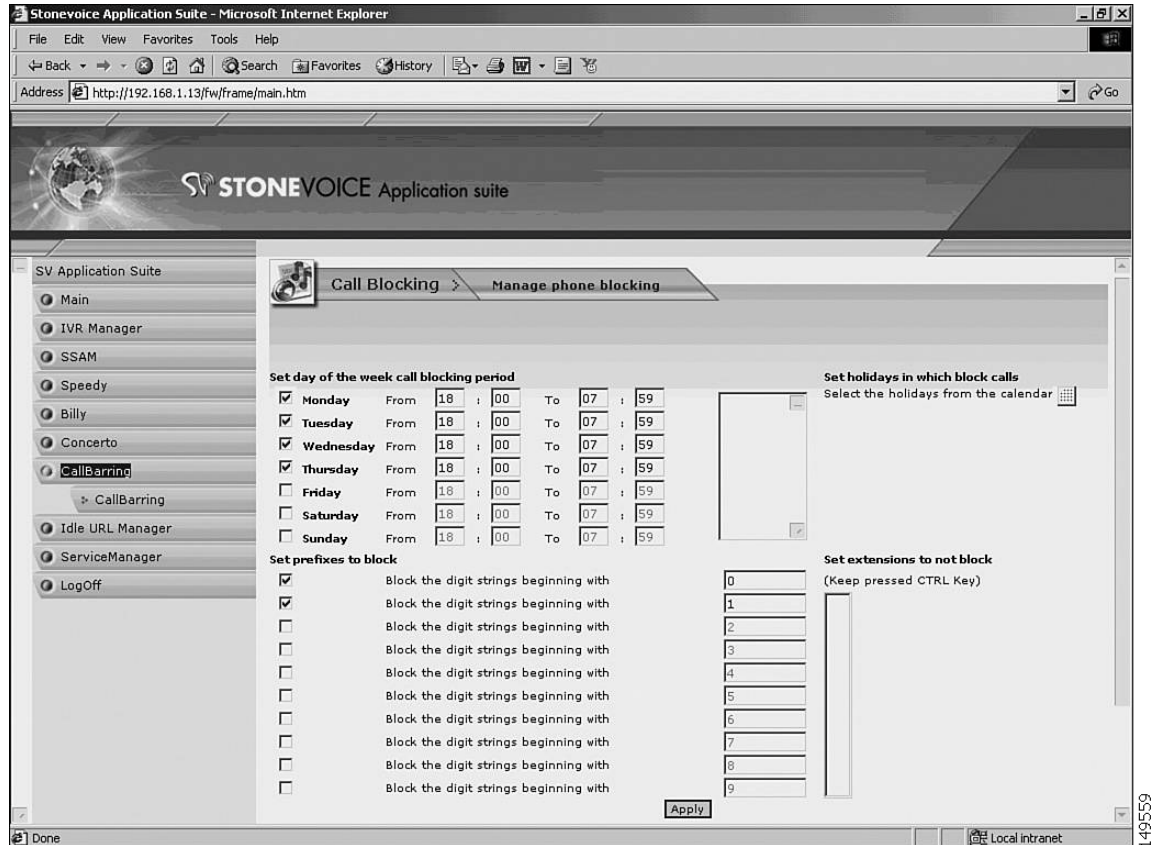 Stonevoice Application Suite - Microsoft Internet Explorer
File Edit View Favorites Tools Help
Back Search Favorites History
Address http://192.168.1.13/fw/frame/main.htm Go
SV STONEVOICE Application suite
SV Application Suite
Main
IVR Manager
SSAM
Speedy
Billy
Concerto
CallBarring
CallBarring
Idle URL Manager
ServiceManager
LogOff
Call Blocking > Manage phone blocking
Set day of the week call blocking period
Monday From 18 : 00 To 07 : 59
Tuesday From 18 : 00 To 07 : 59
Wednesday From 18 : 00 To 07 : 59
Thursday From 18 : 00 To 07 : 59
Friday From 18 : 00 To 07 : 59
Saturday From 18 : 00 To 07 : 59
Sunday From 18 : 00 To 07 : 59
Set holidays in which block calls
Select the holidays from the calendar
Set prefixes to block
Block the digit strings beginning with 0
Block the digit strings beginning with 1
Block the digit strings beginning with 2
Block the digit strings beginning with 3
Block the digit strings beginning with 4
Block the digit strings beginning with 5
Block the digit strings beginning with 6
Block the digit strings beginning with 7
Block the digit strings beginning with 8
Block the digit strings beginning with 9
Set extensions to not block
(Keep pressed CTRL Key)
Apply
Done Local intranet
149559